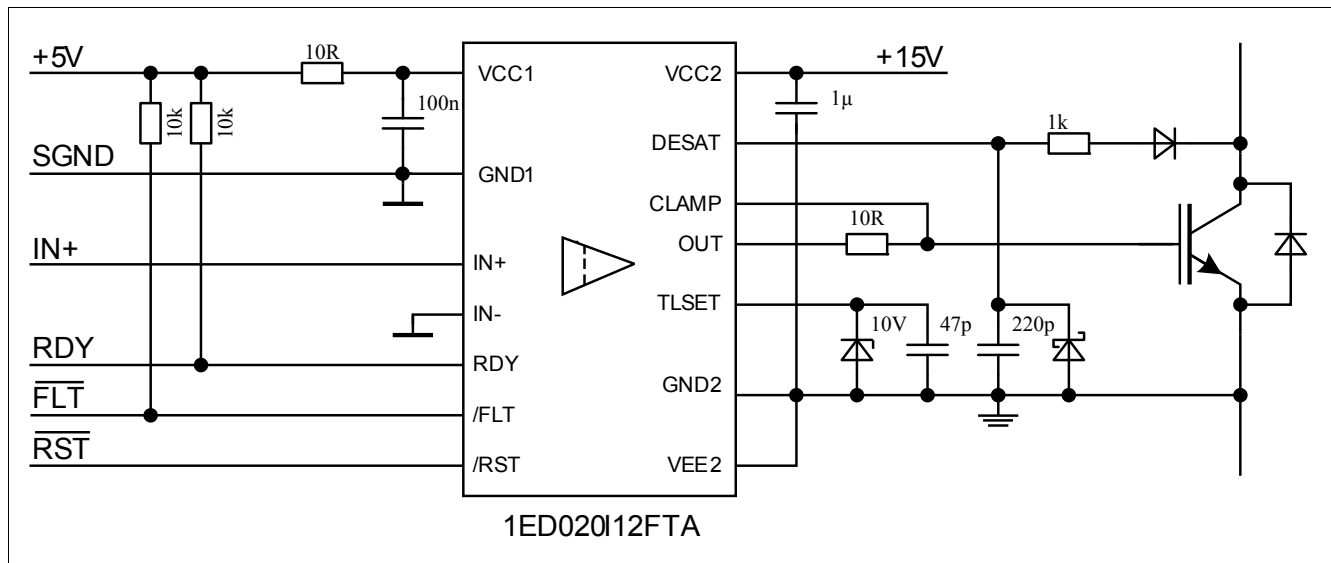 +5V
10R
VCC1
VCC2
+15V
10k
10k
100n
1µ
1k
DESAT
SGND
GND1
CLAMP
10R
OUT
IN+
IN+
TLSET
IN-
10V
47p
220p
RDY
RDY
GND2
FLT
/FLT
RST
/RST
VEE2
1ED020I12FTA